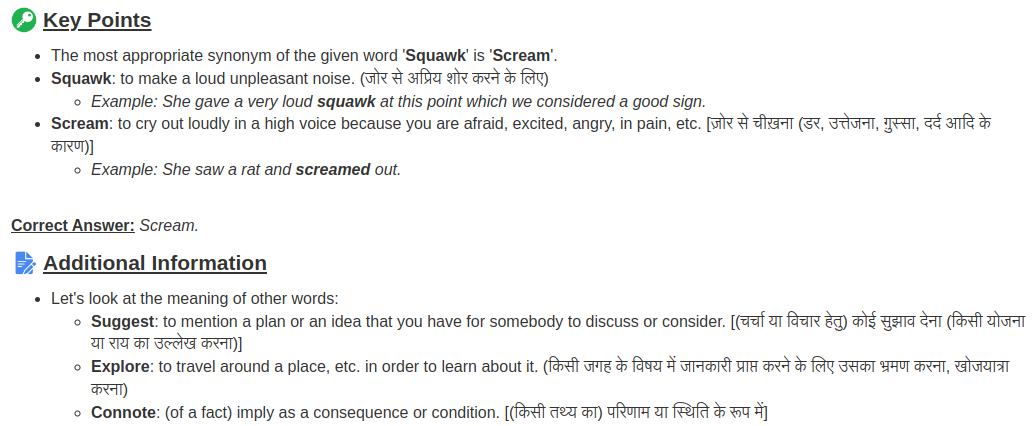 Key Points
• The most appropriate synonym of the given word 'Squawk' is 'Scream'.
• Squawk: to make a loud unpleasant noise. (जोर से अप्रिय शोर करने के लिए)
◦ Example: She gave a very loud squawk at this point which we considered a good sign.
• Scream: to cry out loudly in a high voice because you are afraid, excited, angry, in pain, etc. [ज़ोर से चीख़ना (डर, उत्तेजना, ग़ुस्सा, दर्द आदि के
कारण)]
◦ Example: She saw a rat and screamed out.
Correct Answer: Scream.
Additional Information
• Let's look at the meaning of other words:
◦ Suggest: to mention a plan or an idea that you have for somebody to discuss or consider. [(चर्चा या विचार हेतु) कोई सुझाव देना (किसी योजना
या राय का उल्लेख करना)]
◦ Explore: to travel around a place, etc. in order to learn about it. (किसी जगह के विषय में जानकारी प्राप्त करने के लिए उसका भ्रमण करना, खोजयात्रा
करना)
◦ Connote: (of a fact) imply as a consequence or condition. [(किसी तथ्य का) परिणाम या स्थिति के रूप में]